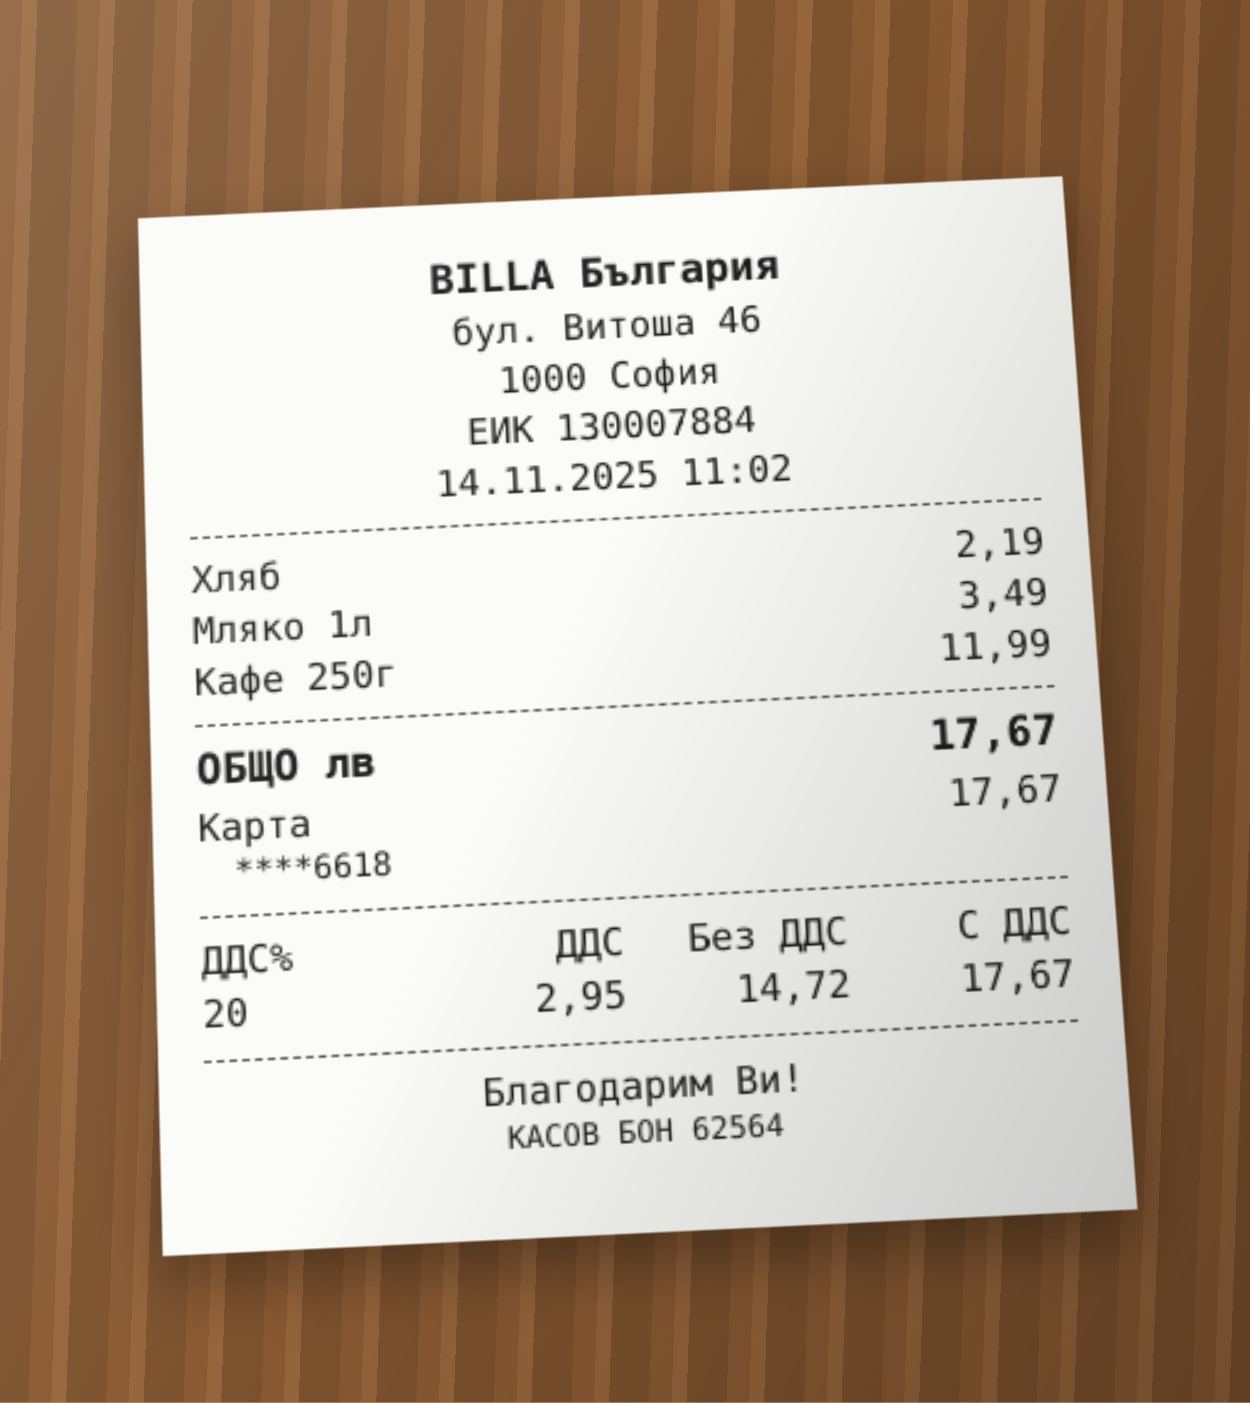 BILLA България
бул. Витоша 46
1000 София
ЕИК 130007884
14.11.2025 11:02
Хляб 2,19
Мляко 1л 3,49
Кафе 250г 11,99
ОБЩО лв 17,67
Карта 17,67
****6618
ДДС% ДДС Без ДДС С ДДС
20 2,95 14,72 17,67
Благодарим Ви!
КАСОВ БОН 62564